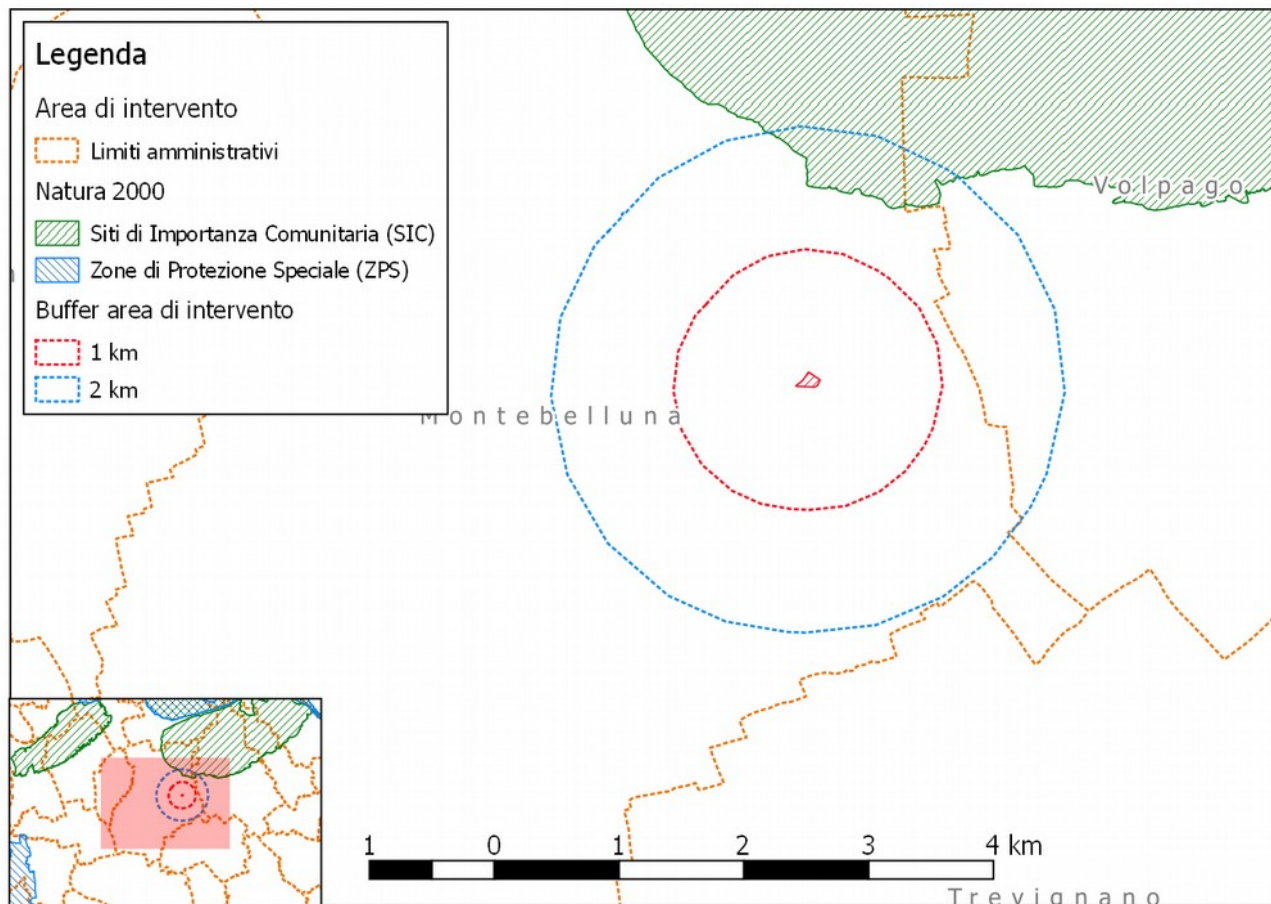 Legenda
Area di intervento
Limiti amministrativi
Natura 2000
Siti di Importanza Comunitaria (SIC)
Zone di Protezione Speciale (ZPS)
Buffer area di intervento
1 km
2 km
Volpago
Montebelluna
1 0 1 2 3 4 km
Trevignano